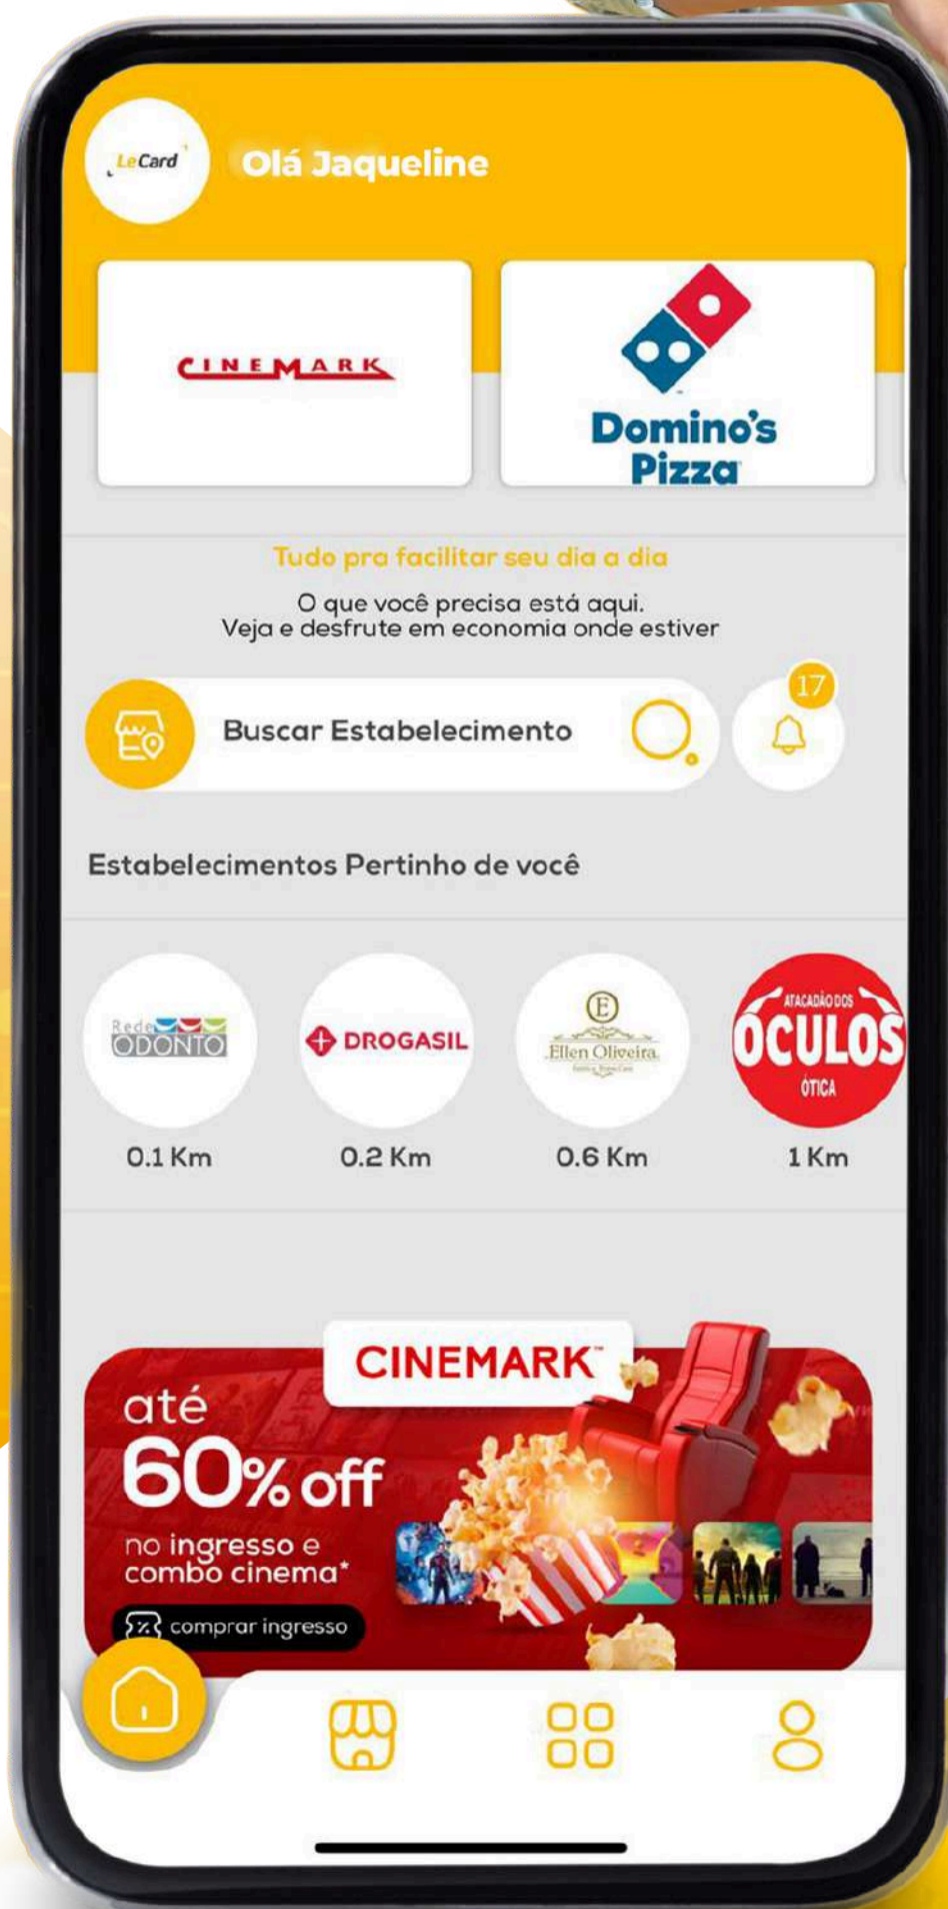 LeCard
Olá Jaqueline
CINEMARK
Domino's
Pizza
Tudo pra facilitar seu dia a dia
O que você precisa está aqui.
Veja e desfrute em economia onde estiver
Buscar Estabelecimento
17
Estabelecimentos Pertinho de você
Rede
ODONTO
DROGASIL
E
Ellen Oliveira
ATACADÃO DOS
ÓCULOS
ÓTICA
0.1 Km
0.2 Km
0.6 Km
1 Km
CINEMARK™
até
60% off
no ingresso e
combo cinema*
comprar ingresso